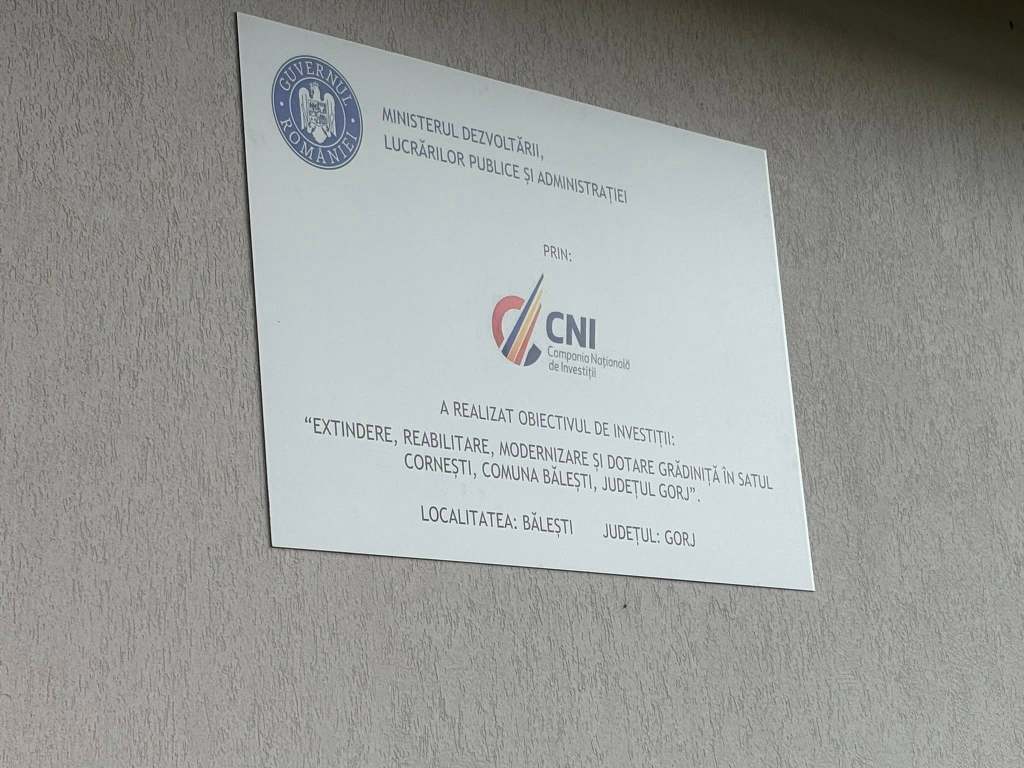 GUVERNUL ROMÂNIEI
MINISTERUL DEZVOLTĂRII,
LUCRĂRILOR PUBLICE ȘI ADMINISTRAȚIEI
PRIN:
CNI
Compania Națională
de Investiții
A REALIZAT OBIECTIVUL DE INVESTIȚII:
“EXTINDERE, REABILITARE, MODERNIZARE ȘI DOTARE GRĂDINIȚĂ ÎN SATUL
CORNEȘTI, COMUNA BĂLEȘTI, JUDEȚUL GORJ”.
LOCALITATEA: BĂLEȘTI JUDEȚUL: GORJ